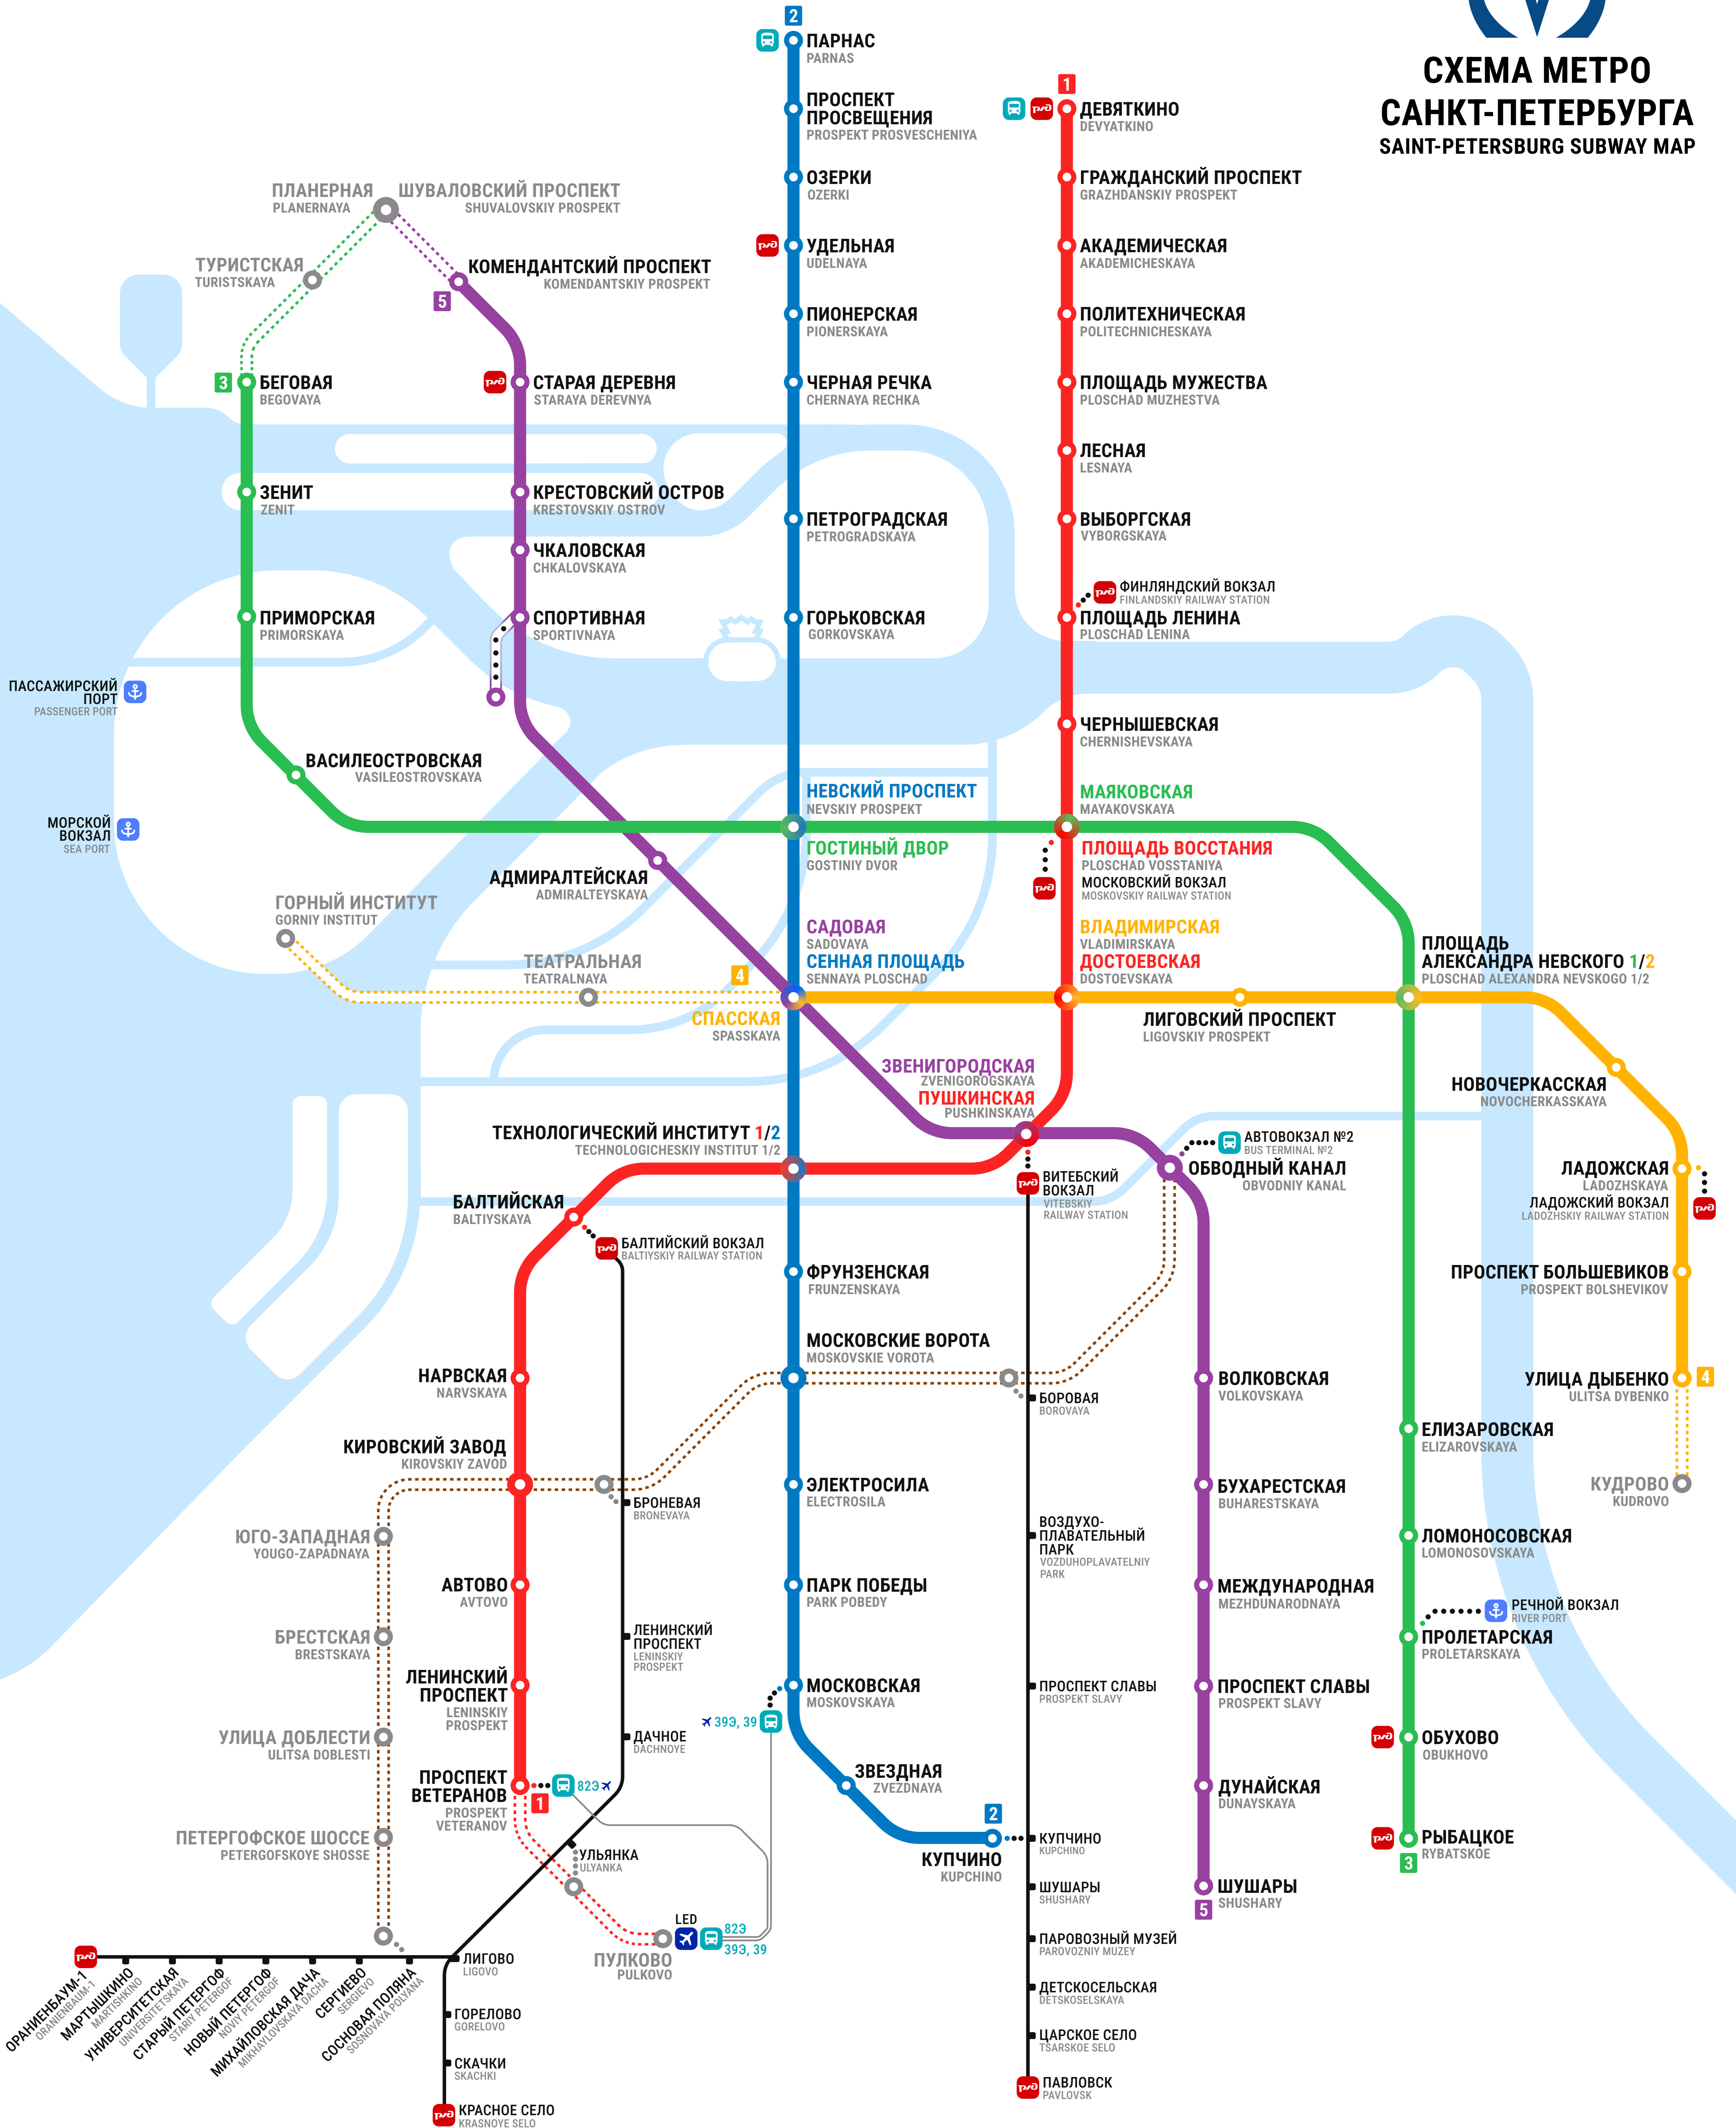 СХЕМА МЕТРО
САНКТ-ПЕТЕРБУРГА
SAINT-PETERSBURG SUBWAY MAP
2
ПАРНАС
PARNAS
ПРОСПЕКТ
ПРОСВЕЩЕНИЯ
PROSPEKT PROSVESCHENIYA
ОЗЕРКИ
OZERKI
УДЕЛЬНАЯ
UDELNAYA
ПИОНЕРСКАЯ
PIONERSKAYA
ЧЕРНАЯ РЕЧКА
CHERNAYA RECHKA
ПЕТРОГРАДСКАЯ
PETROGRADSKAYA
ГОРЬКОВСКАЯ
GORKOVSKAYA
НЕВСКИЙ ПРОСПЕКТ
NEVSKIY PROSPEKT
ГОСТИНЫЙ ДВОР
GOSTINIY DVOR
САДОВАЯ
SADOVAYA
СЕННАЯ ПЛОЩАДЬ
SENNAYA PLOSCHAD
4
СПАССКАЯ
SPASSKAYA
ТЕХНОЛОГИЧЕСКИЙ ИНСТИТУТ 1/2
TECHNOLOGICHESKIY INSTITUT 1/2
ФРУНЗЕНСКАЯ
FRUNZENSKAYA
МОСКОВСКИЕ ВОРОТА
MOSKOVSKIE VOROTA
ЭЛЕКТРОСИЛА
ELECTROSILA
ПАРК ПОБЕДЫ
PARK POBEDY
МОСКОВСКАЯ
MOSKOVSKAYA
39Э, 39
ЗВЕЗДНАЯ
ZVEZDNAYA
2
КУПЧИНО
KUPCHINO
1
РЖД
ДЕВЯТКИНО
DEVYATKINO
ГРАЖДАНСКИЙ ПРОСПЕКТ
GRAZHDANSKIY PROSPEKT
АКАДЕМИЧЕСКАЯ
AKADEMICHESKAYA
ПОЛИТЕХНИЧЕСКАЯ
POLITECHNICHESKAYA
ПЛОЩАДЬ МУЖЕСТВА
PLOSCHAD MUZHESTVA
ЛЕСНАЯ
LESNAYA
ВЫБОРГСКАЯ
VYBORGSKAYA
ФИНЛЯНДСКИЙ ВОКЗАЛ
FINLANDSKIY RAILWAY STATION
ПЛОЩАДЬ ЛЕНИНА
PLOSCHAD LENINA
ЧЕРНЫШЕВСКАЯ
CHERNISHEVSKAYA
МАЯКОВСКАЯ
MAYAKOVSKAYA
ПЛОЩАДЬ ВОССТАНИЯ
PLOSCHAD VOSSTANIYA
МОСКОВСКИЙ ВОКЗАЛ
MOSKOVSKIY RAILWAY STATION
ВЛАДИМИРСКАЯ
VLADIMIRSKAYA
ДОСТОЕВСКАЯ
DOSTOEVSKAYA
ЗВЕНИГОРОДСКАЯ
ZVENIGOROGSKAYA
ПУШКИНСКАЯ
PUSHKINSKAYA
ВИТЕБСКИЙ
ВОКЗАЛ
VITEBSKIY
RAILWAY STATION
БАЛТИЙСКАЯ
BALTIYSKAYA
БАЛТИЙСКИЙ ВОКЗАЛ
BALTIYSKIY RAILWAY STATION
НАРВСКАЯ
NARVSKAYA
КИРОВСКИЙ ЗАВОД
KIROVSKIY ZAVOD
АВТОВО
AVTOVO
ЛЕНИНСКИЙ
ПРОСПЕКТ
LENINSKIY
PROSPEKT
ПРОСПЕКТ
ВЕТЕРАНОВ
PROSPEKT
VETERANOV
1
82Э
ПЛАНЕРНАЯ
PLANERNAYA
ШУВАЛОВСКИЙ ПРОСПЕКТ
SHUVALOVSKIY PROSPEKT
ТУРИСТСКАЯ
TURISTSKAYA
КОМЕНДАНТСКИЙ ПРОСПЕКТ
KOMENDANTSKIY PROSPEKT
5
3
БЕГОВАЯ
BEGOVAYA
СТАРАЯ ДЕРЕВНЯ
STARAYA DEREVNYA
ЗЕНИТ
ZENIT
КРЕСТОВСКИЙ ОСТРОВ
KRESTOVSKIY OSTROV
ЧКАЛОВСКАЯ
CHKALOVSKAYA
ПРИМОРСКАЯ
PRIMORSKAYA
СПОРТИВНАЯ
SPORTIVNAYA
ПАССАЖИРСКИЙ
ПОРТ
PASSENGER PORT
ВАСИЛЕОСТРОВСКАЯ
VASILEOSTROVSKAYA
МОРСКОЙ
ВОКЗАЛ
SEA PORT
АДМИРАЛТЕЙСКАЯ
ADMIRALTEYSKAYA
ГОРНЫЙ ИНСТИТУТ
GORNIY INSTITUT
ТЕАТРАЛЬНАЯ
TEATRALNAYA
ЛИГОВСКИЙ ПРОСПЕКТ
LIGOVSKIY PROSPEKT
ПЛОЩАДЬ
АЛЕКСАНДРА НЕВСКОГО 1/2
PLOSCHAD ALEXANDRA NEVSKOGO 1/2
НОВОЧЕРКАССКАЯ
NOVOCHERKASSKAYA
ЛАДОЖСКАЯ
LADOZHSKAYA
ЛАДОЖСКИЙ ВОКЗАЛ
LADOZHSKIY RAILWAY STATION
ПРОСПЕКТ БОЛЬШЕВИКОВ
PROSPEKT BOLSHEVIKOV
УЛИЦА ДЫБЕНКО
ULITSA DYBENKO
4
КУДРОВО
KUDROVO
АВТОВОКЗАЛ №2
BUS TERMINAL №2
ОБВОДНЫЙ КАНАЛ
OBVODNIY KANAL
ВОЛКОВСКАЯ
VOLKOVSKAYA
БУХАРЕСТСКАЯ
BUHARESTSKAYA
МЕЖДУНАРОДНАЯ
MEZHDUNARODNAYA
ПРОСПЕКТ СЛАВЫ
PROSPEKT SLAVY
ДУНАЙСКАЯ
DUNAYSKAYA
ШУШАРЫ
SHUSHARY
5
ЕЛИЗАРОВСКАЯ
ELIZAROVSKAYA
ЛОМОНОСОВСКАЯ
LOMONOSOVSKAYA
РЕЧНОЙ ВОКЗАЛ
RIVER PORT
ПРОЛЕТАРСКАЯ
PROLETARSKAYA
ОБУХОВО
OBUKHOVO
РЫБАЦКОЕ
RYBATSKOE
3
БОРОВАЯ
BOROVAYA
ВОЗДУХО-
ПЛАВАТЕЛЬНЫЙ
ПАРК
VOZDUHOPLAVATELNIY
PARK
ПРОСПЕКТ СЛАВЫ
PROSPEKT SLAVY
КУПЧИНО
KUPCHINO
ШУШАРЫ
SHUSHARY
ПАРОВОЗНЫЙ МУЗЕЙ
PAROVOZNIY MUZEY
ДЕТСКОСЕЛЬСКАЯ
DETSKOSELSKAYA
ЦАРСКОЕ СЕЛО
TSARSKOE SELO
ПАВЛОВСК
PAVLOVSK
БРОНЕВАЯ
BRONEVAYA
ЛЕНИНСКИЙ
ПРОСПЕКТ
LENINSKIY
PROSPEKT
ДАЧНОЕ
DACHNOYE
УЛЬЯНКА
ULYANKA
LED
82Э
39Э, 39
ПУЛКОВО
PULKOVO
ЮГО-ЗАПАДНАЯ
YOUGO-ZAPADNAYA
БРЕСТСКАЯ
BRESTSKAYA
УЛИЦА ДОБЛЕСТИ
ULITSA DOBLESTI
ПЕТЕРГОФСКОЕ ШОССЕ
PETERGOFSKOYE SHOSSE
ОРАНИЕНБАУМ-1
ORANIENBAUM-1
МАРТЫШКИНО
MARTISHKINO
УНИВЕРСИТЕТСКАЯ
UNIVERSITETSKAYA
СТАРЫЙ ПЕТЕРГОФ
STARIY PETERGOF
НОВЫЙ ПЕТЕРГОФ
NOVIY PETERGOF
МИХАЙЛОВСКАЯ ДАЧА
MIKHAYLOVSKAYA DACHA
СЕРГИЕВО
SERGIEVO
СОСНОВАЯ ПОЛЯНА
SOSNOVAYA POLYANA
ЛИГОВО
LIGOVO
ГОРЕЛОВО
GORELOVO
СКАЧКИ
SKACHKI
КРАСНОЕ СЕЛО
KRASNOYE SELO